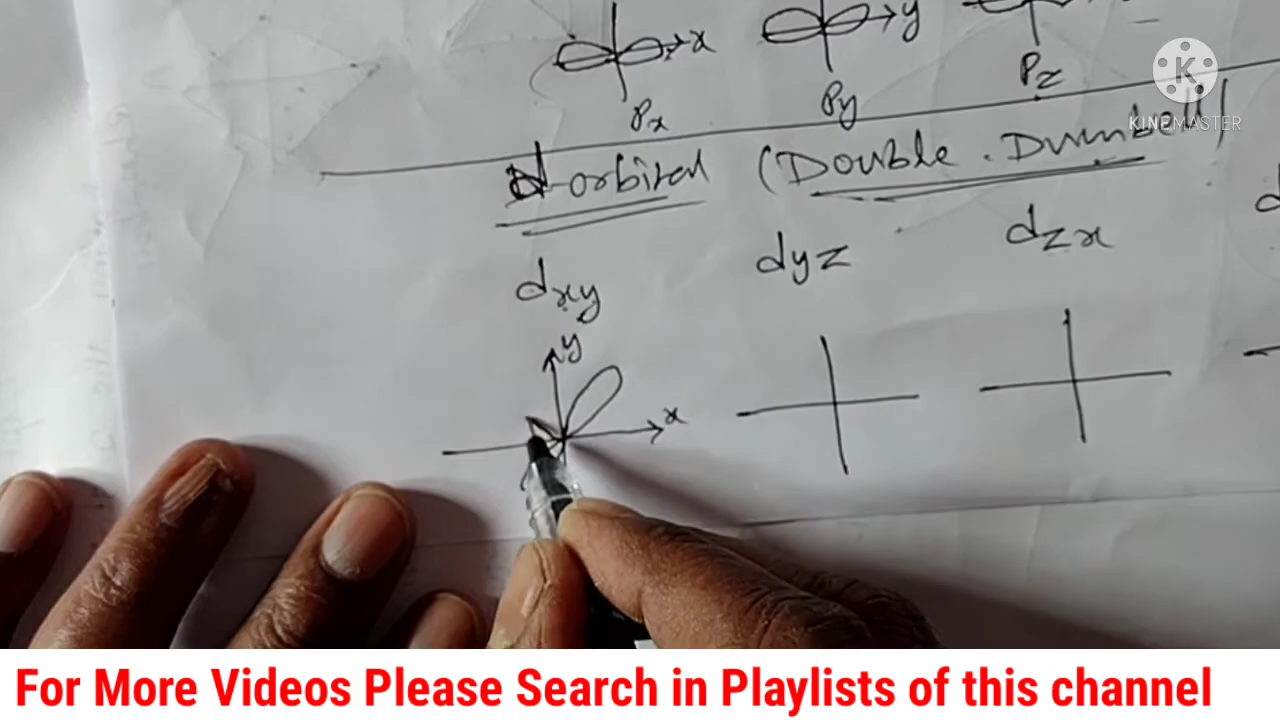 x y
Px Py Pz
KINEMASTER
d-orbital (Double. Dumbell)
dxy dyz dzx d
y
x
For More Videos Please Search in Playlists of this channel